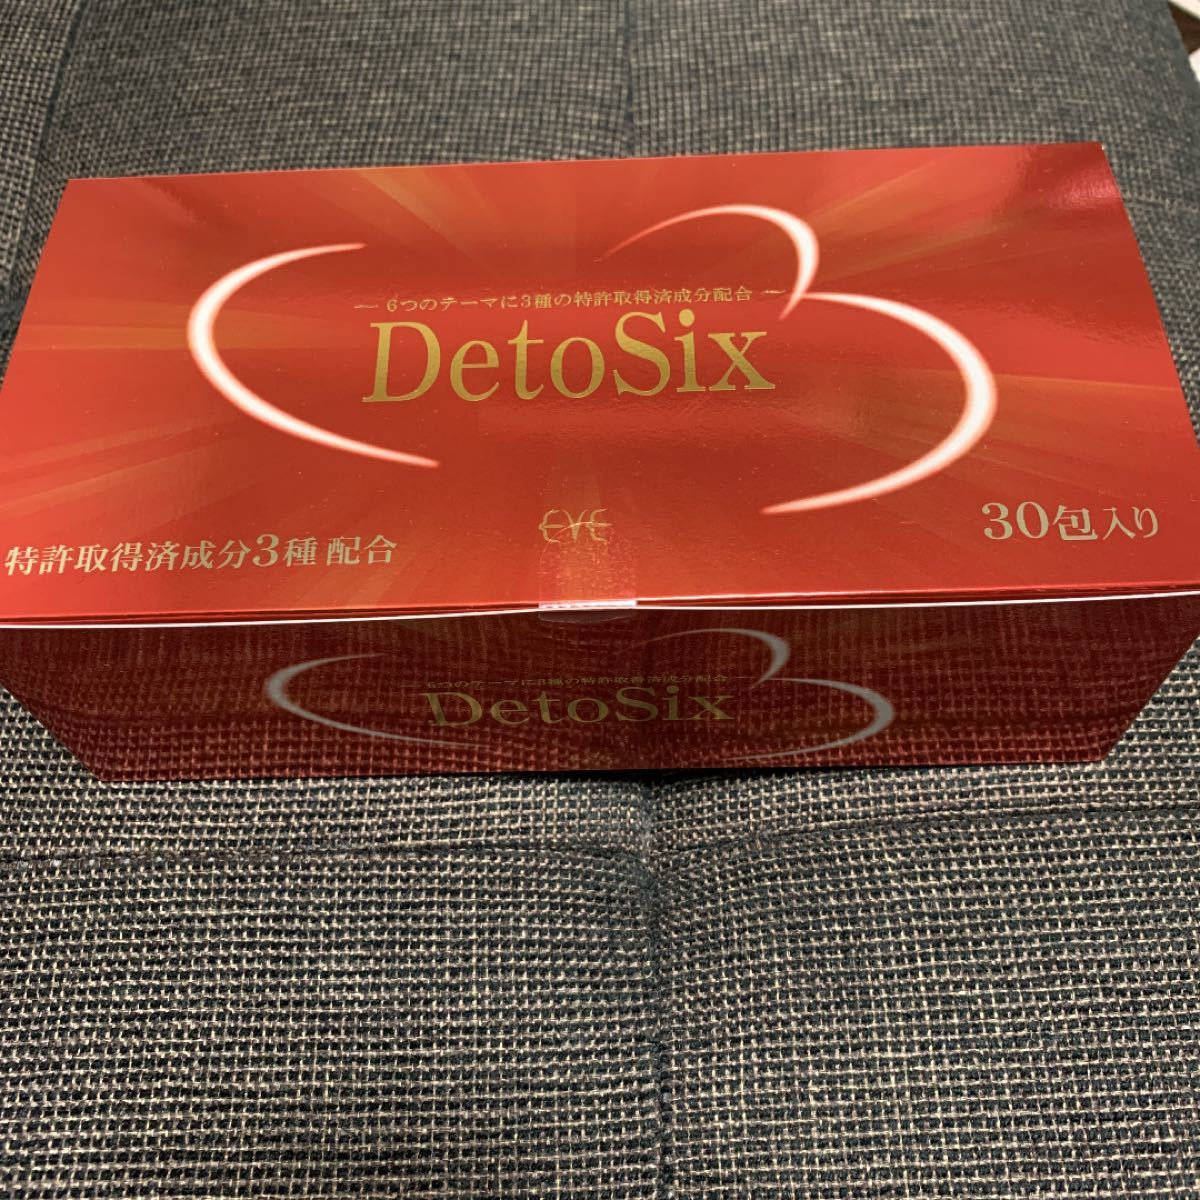 ～ 6つのテーマに3種の特許取得済成分配合 ～
DetoSix
EVE
特許取得済成分3種 配合
30包入り
6つのテーマに3種の特許取得済成分配合
DetoSix